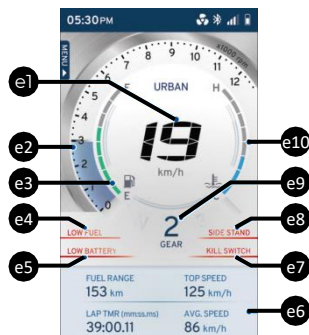 05:30PM
MENU
x1000 rpm
0 1 2 3 4 5 6 7 8 9 10 11 12
F URBAN H
19
km/h
E C
2
GEAR
LOW FUEL SIDE STAND
LOW BATTERY KILL SWITCH
FUEL RANGE TOP SPEED
153 km 125 km/h
LAP TMR (mm:ss.ms) AVG. SPEED
39:00.11 86 km/h
e1
e2
e3
e4
e5
e10
e9
e8
e7
e6